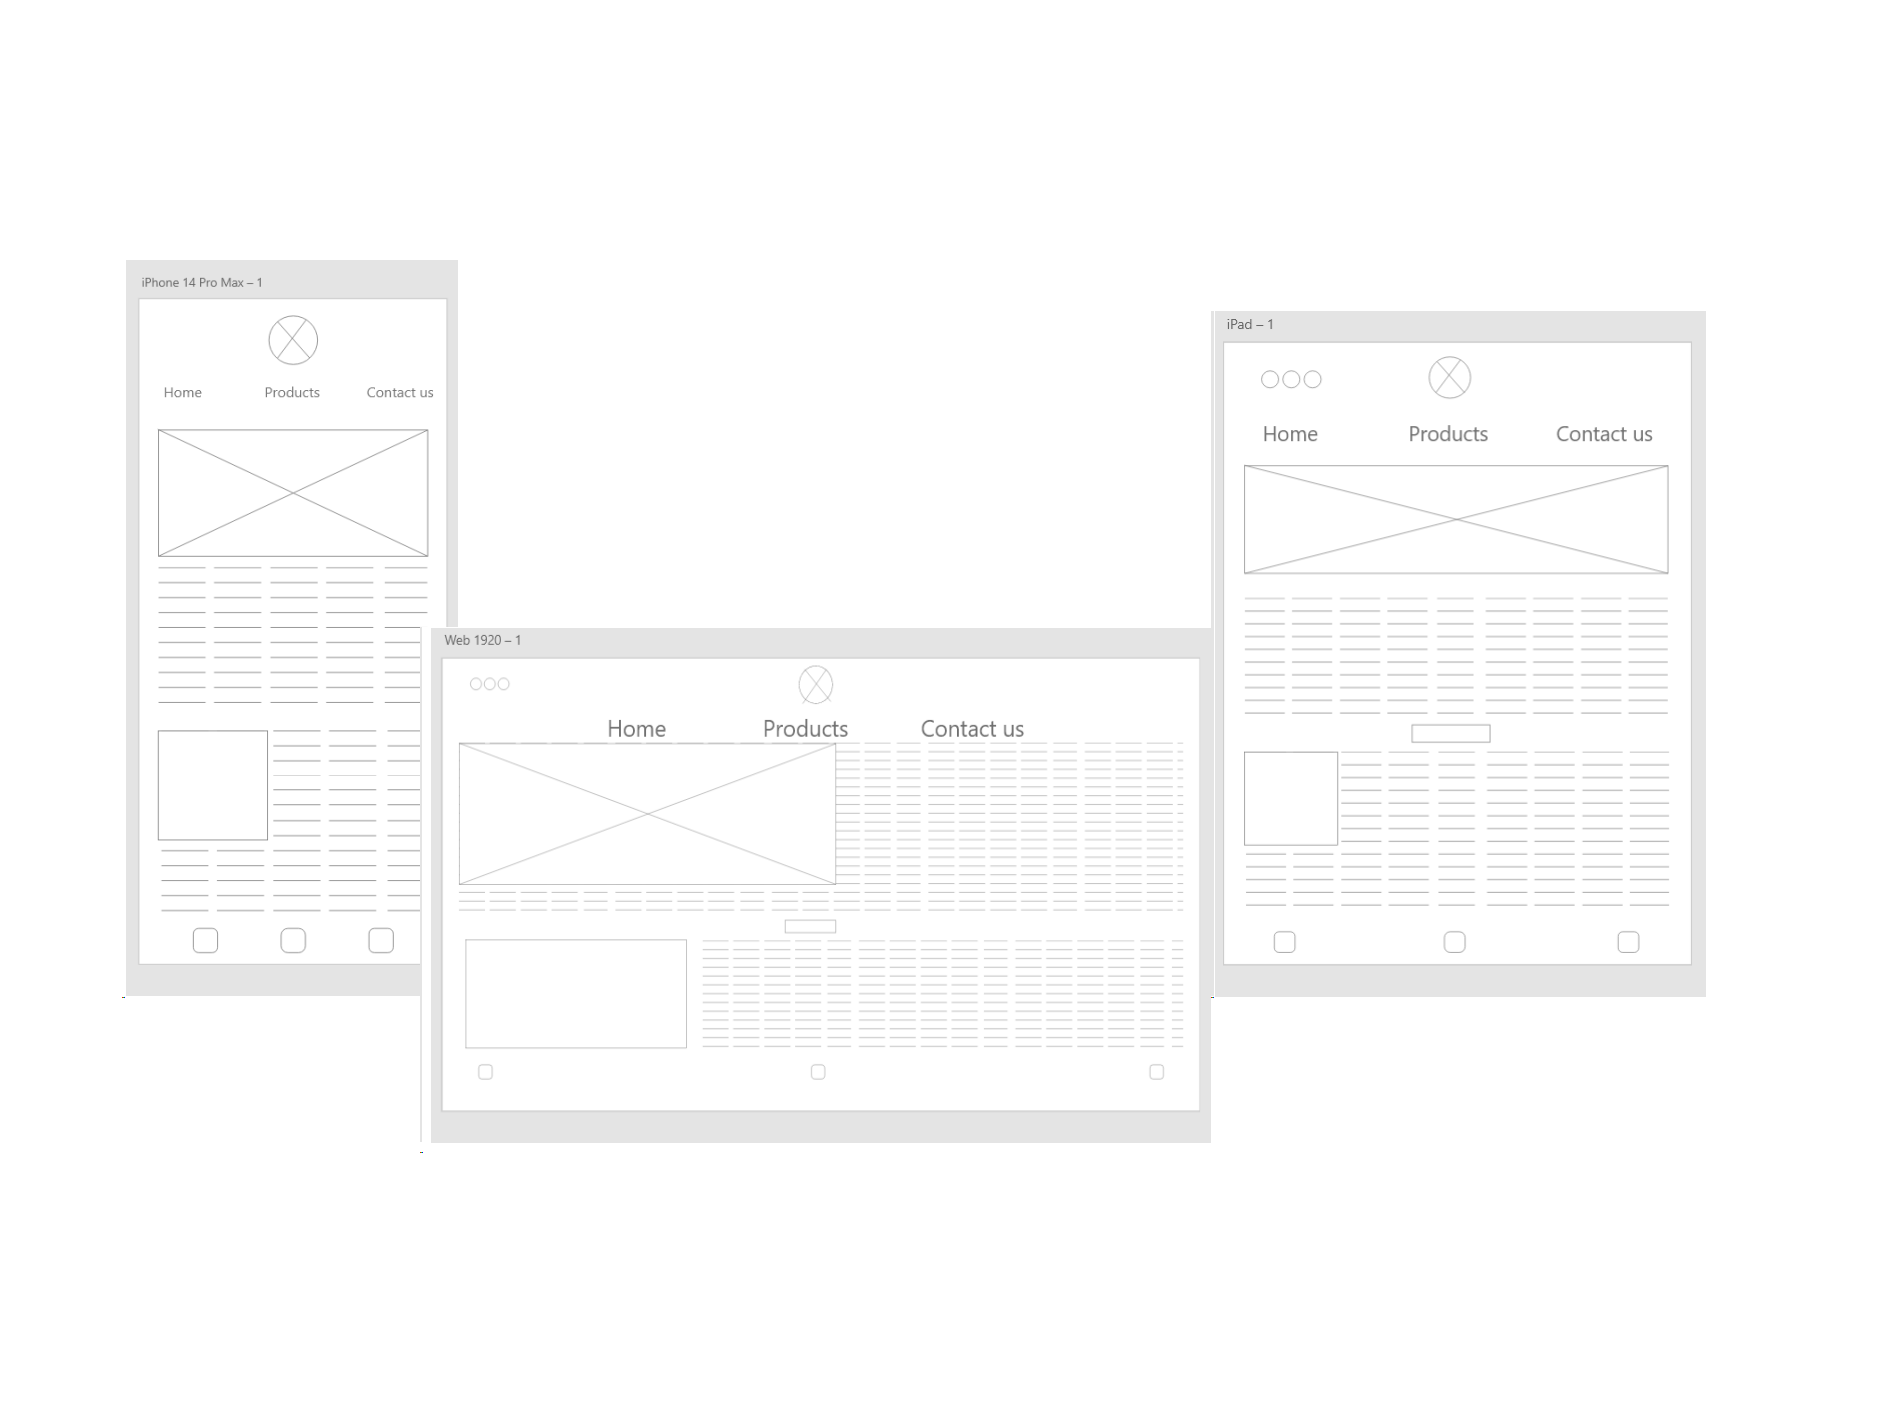 iPhone 14 Pro Max – 1
Home Products Contact us
Web 1920 – 1
Home Products Contact us
iPad – 1
Home Products Contact us